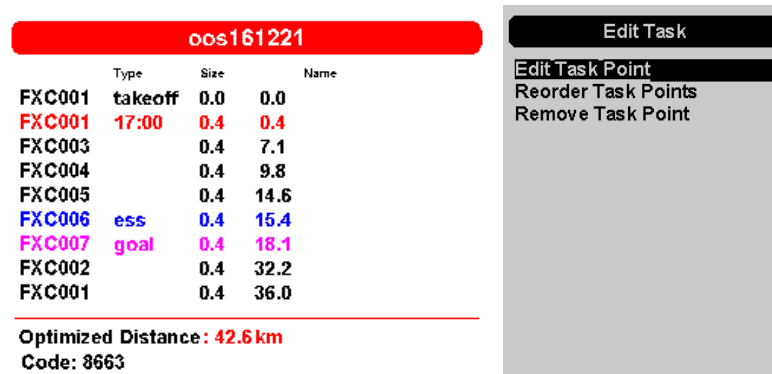 oos161221
Type Size Name
FXC001 takeoff 0.0 0.0
FXC001 17:00 0.4 0.4
FXC003 0.4 7.1
FXC004 0.4 9.8
FXC005 0.4 14.6
FXC006 ess 0.4 15.4
FXC007 goal 0.4 18.1
FXC002 0.4 32.2
FXC001 0.4 36.0
Optimized Distance: 42.6 km
Code: 8663
Edit Task
Edit Task Point
Reorder Task Points
Remove Task Point